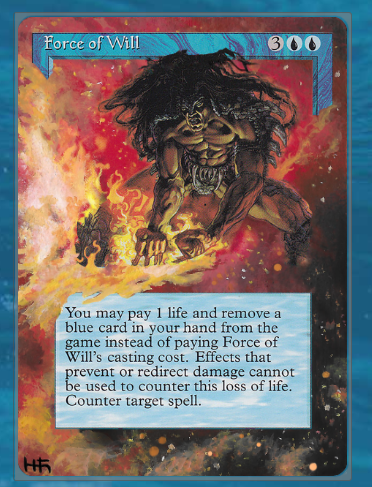 Force of Will 3
You may pay 1 life and remove a
blue card in your hand from the
game instead of paying Force of
Will's casting cost. Effects that
prevent or redirect damage cannot
be used to counter this loss of life.
Counter target spell.